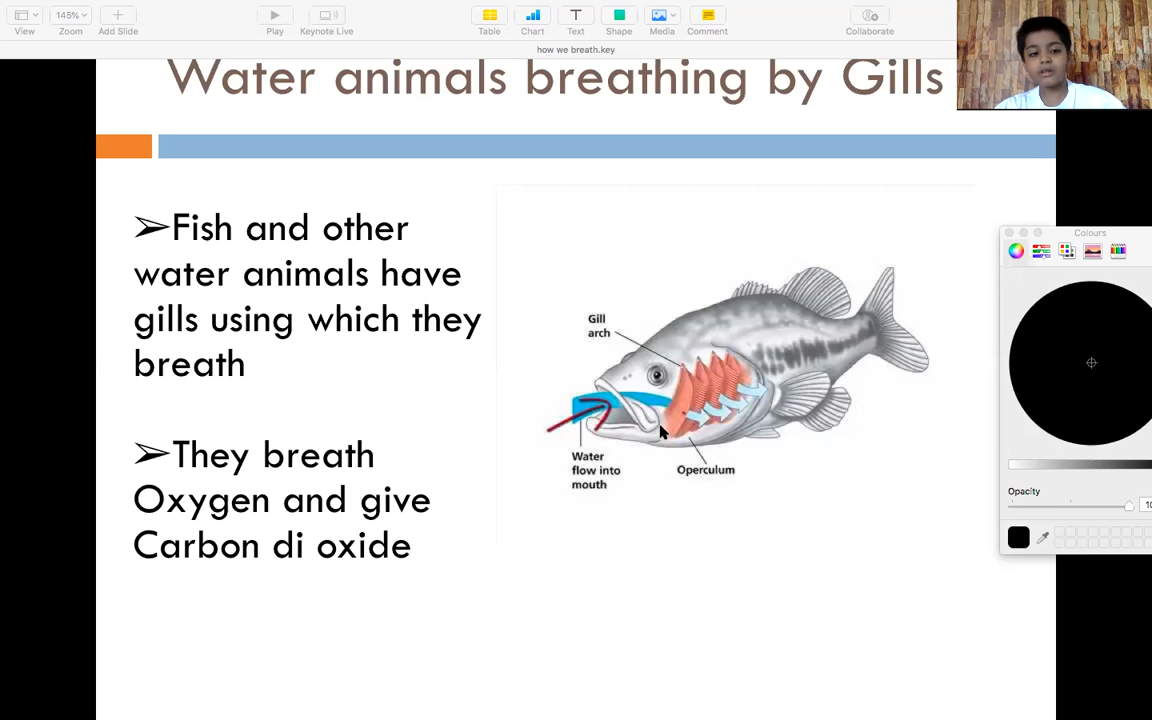 View
145%
Zoom
Add Slide
Play
Keynote Live
Table
Chart
Text
Shape
Media
Comment
Collaborate
how we breath.key
Water animals breathing by Gills
➢Fish and other
water animals have
gills using which they
breath
➢They breath
Oxygen and give
Carbon di oxide
Gill
arch
Water
flow into
mouth
Operculum
Colours
Opacity